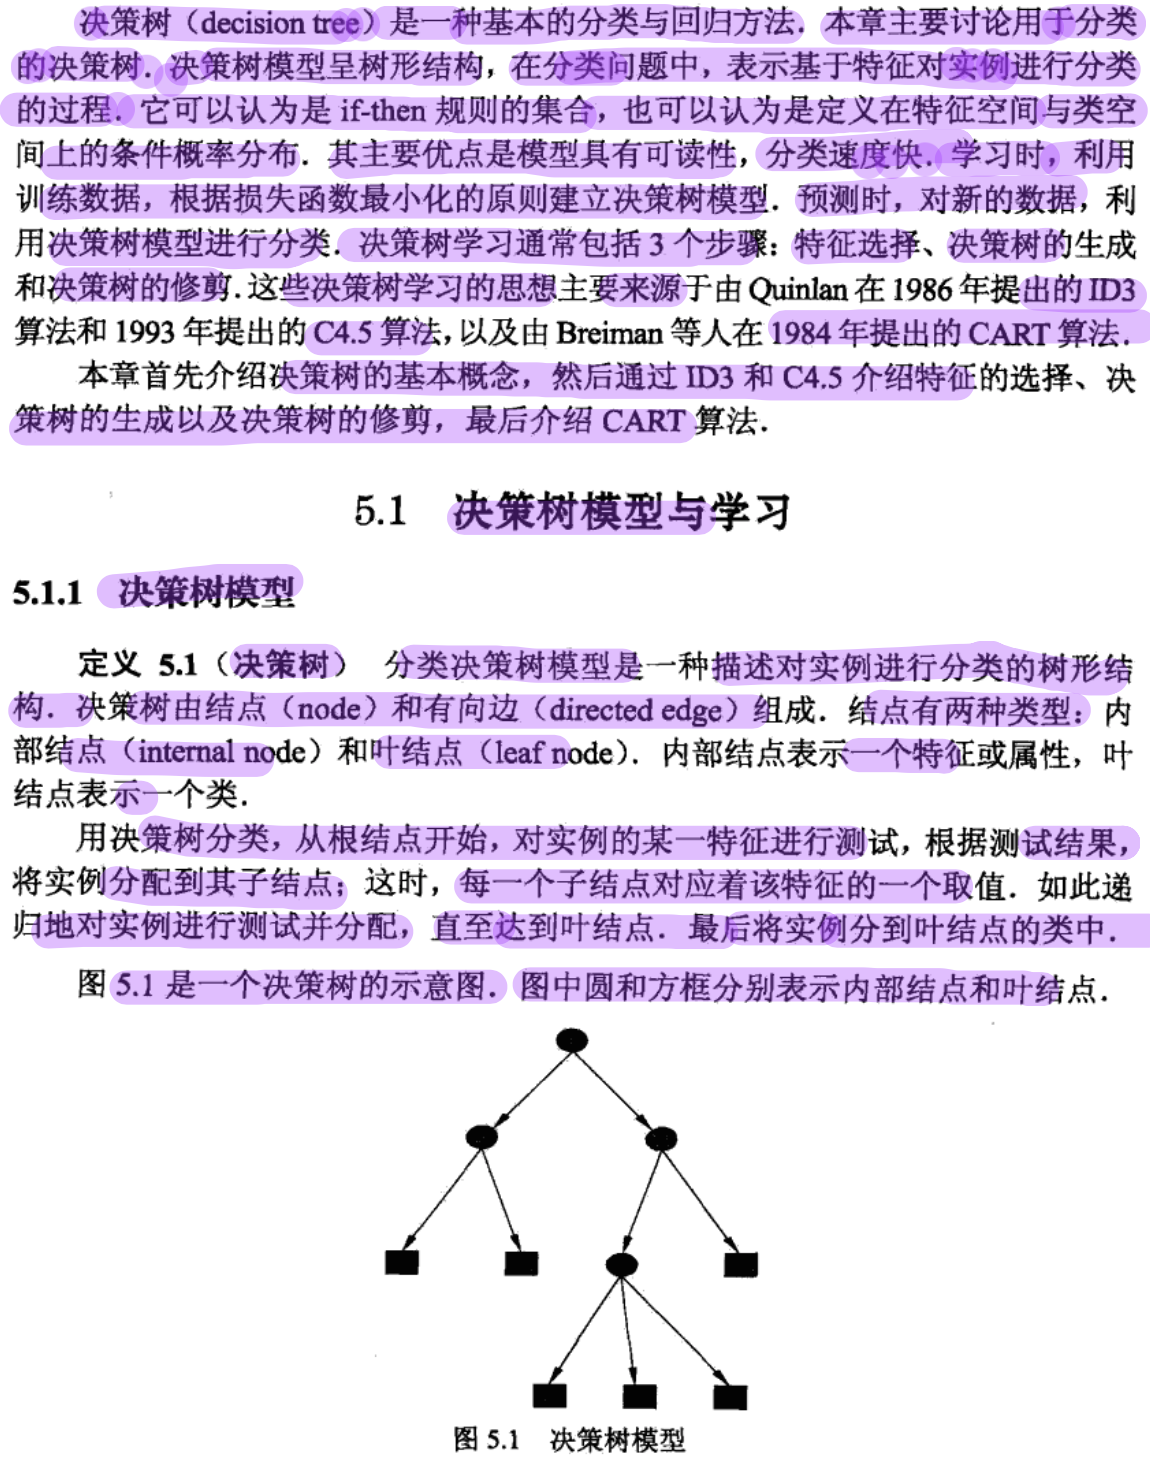 决策树（decision tree）是一种基本的分类与回归方法．本章主要讨论用于分类
的决策树．决策树模型呈树形结构，在分类问题中，表示基于特征对实例进行分类
的过程．它可以认为是 if-then 规则的集合，也可以认为是定义在特征空间与类空
间上的条件概率分布．其主要优点是模型具有可读性，分类速度快．学习时，利用
训练数据，根据损失函数最小化的原则建立决策树模型．预测时，对新的数据，利
用决策树模型进行分类．决策树学习通常包括 3 个步骤：特征选择、决策树的生成
和决策树的修剪．这些决策树学习的思想主要来源于由 Quinlan 在 1986 年提出的 ID3
算法和 1993 年提出的 C4.5 算法，以及由 Breiman 等人在 1984 年提出的 CART 算法．
本章首先介绍决策树的基本概念，然后通过 ID3 和 C4.5 介绍特征的选择、决
策树的生成以及决策树的修剪，最后介绍 CART 算法．
5.1 决策树模型与学习
5.1.1 决策树模型
定义 5.1（决策树） 分类决策树模型是一种描述对实例进行分类的树形结
构．决策树由结点（node）和有向边（directed edge）组成．结点有两种类型：内
部结点（internal node）和叶结点（leaf node）．内部结点表示一个特征或属性，叶
结点表示一个类．
用决策树分类，从根结点开始，对实例的某一特征进行测试，根据测试结果，
将实例分配到其子结点；这时，每一个子结点对应着该特征的一个取值．如此递
归地对实例进行测试并分配，直至达到叶结点．最后将实例分到叶结点的类中．
图 5.1 是一个决策树的示意图．图中圆和方框分别表示内部结点和叶结点．
图 5.1 决策树模型